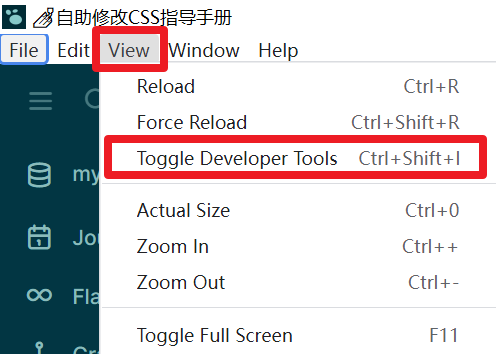 自助修改CSS指导手册
File Edit View Window Help
Reload Ctrl+R
Force Reload Ctrl+Shift+R
my
Toggle Developer Tools Ctrl+Shift+I
Actual Size Ctrl+0
Jou
Zoom In Ctrl++
Zoom Out Ctrl+-
Fla
Toggle Full Screen F11
Gr